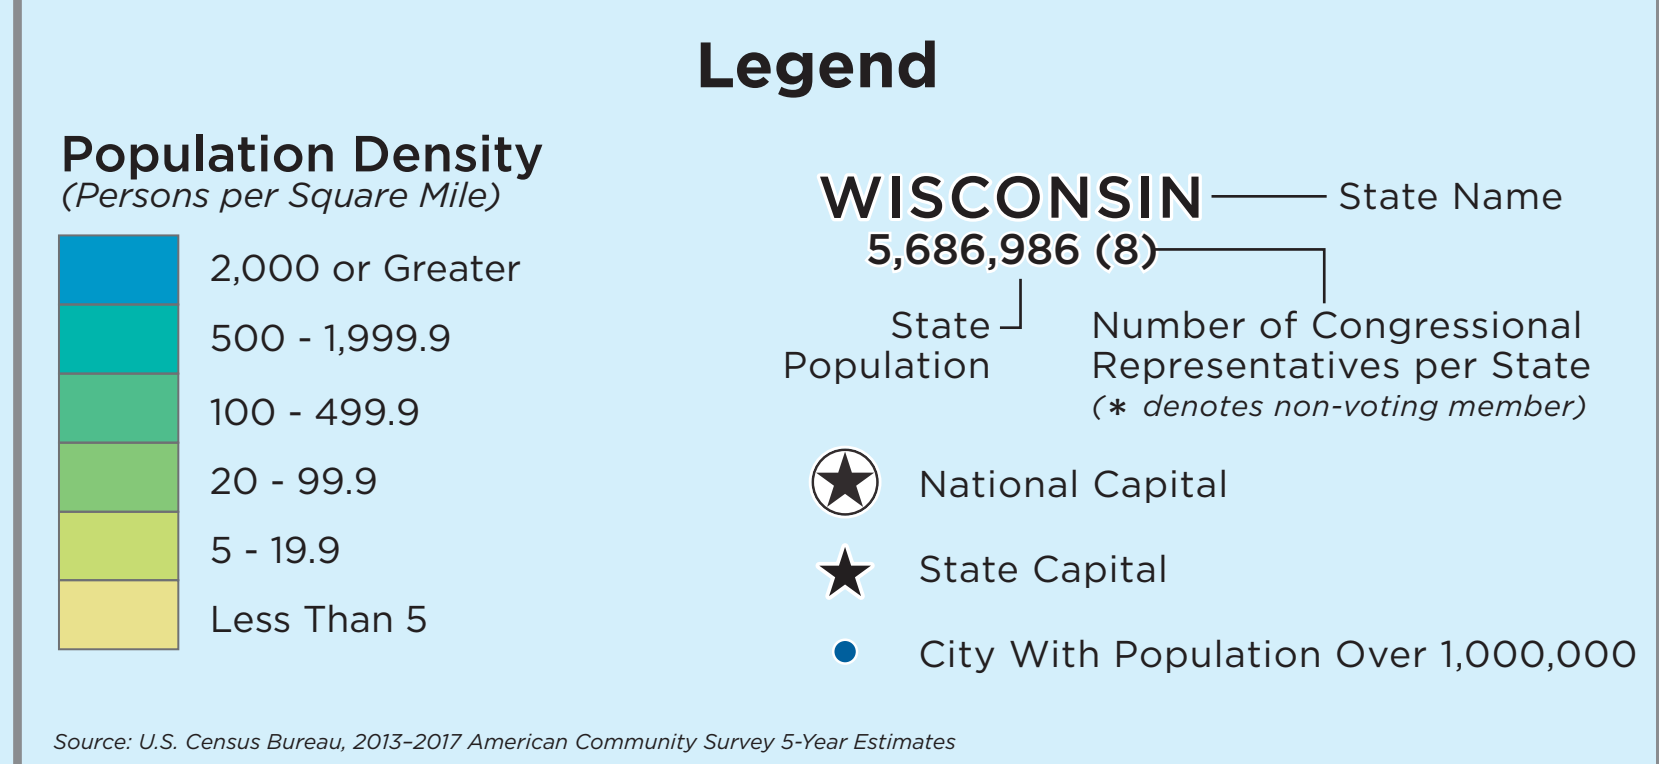 Legend
Population Density
(Persons per Square Mile)
2,000 or Greater
500 - 1,999.9
100 - 499.9
20 - 99.9
5 - 19.9
Less Than 5
WISCONSIN
State Name
5,686,986 (8)
State
Population
Number of Congressional
Representatives per State
(* denotes non-voting member)
National Capital
State Capital
City With Population Over 1,000,000
Source: U.S. Census Bureau, 2013–2017 American Community Survey 5-Year Estimates